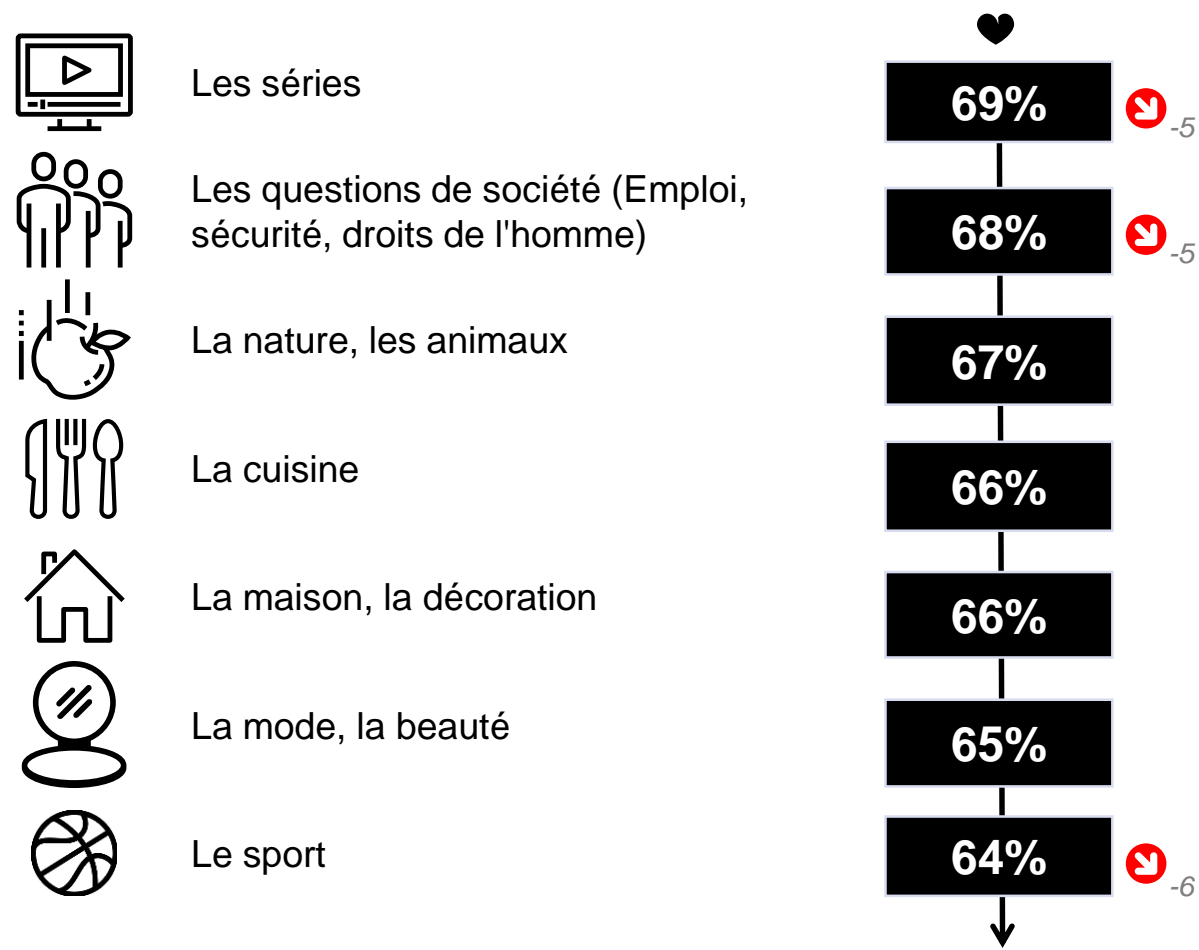 Les séries
69%
-5
Les questions de société (Emploi,
sécurité, droits de l'homme)
68%
-5
La nature, les animaux
67%
La cuisine
66%
La maison, la décoration
66%
La mode, la beauté
65%
Le sport
64%
-6